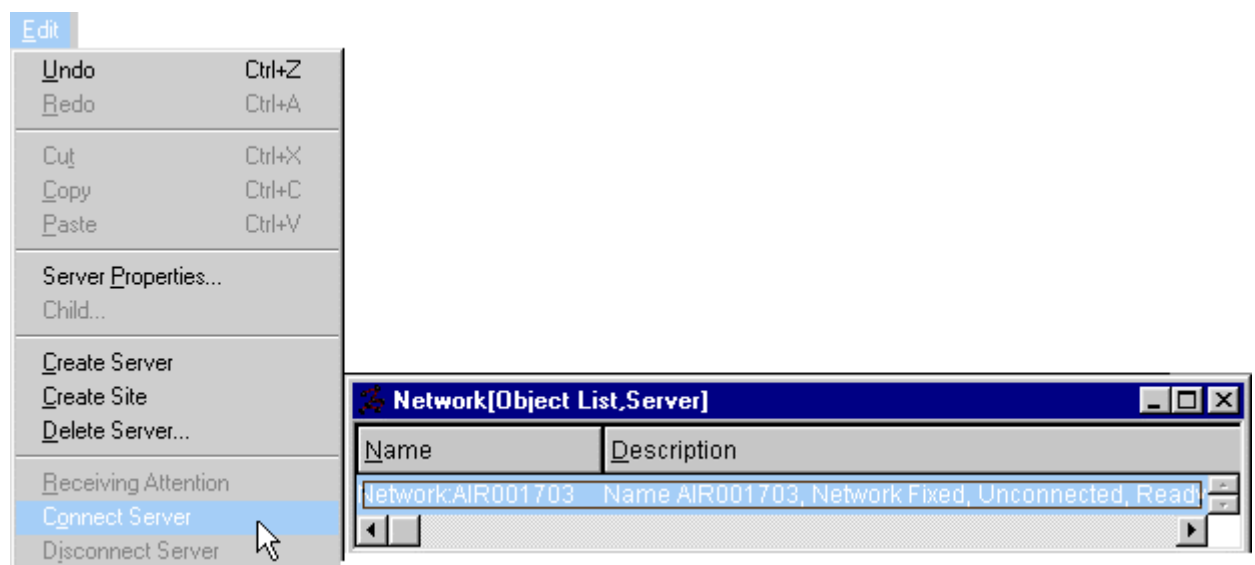 Edit
Undo Ctrl+Z
Redo Ctrl+A
Cut Ctrl+X
Copy Ctrl+C
Paste Ctrl+V
Server Properties...
Child...
Create Server
Create Site
Delete Server...
Receiving Attention
Connect Server
Disconnect Server
Network[Object List,Server]
Name Description
Network:AIR001703 Name AIR001703, Network Fixed, Unconnected, Ready